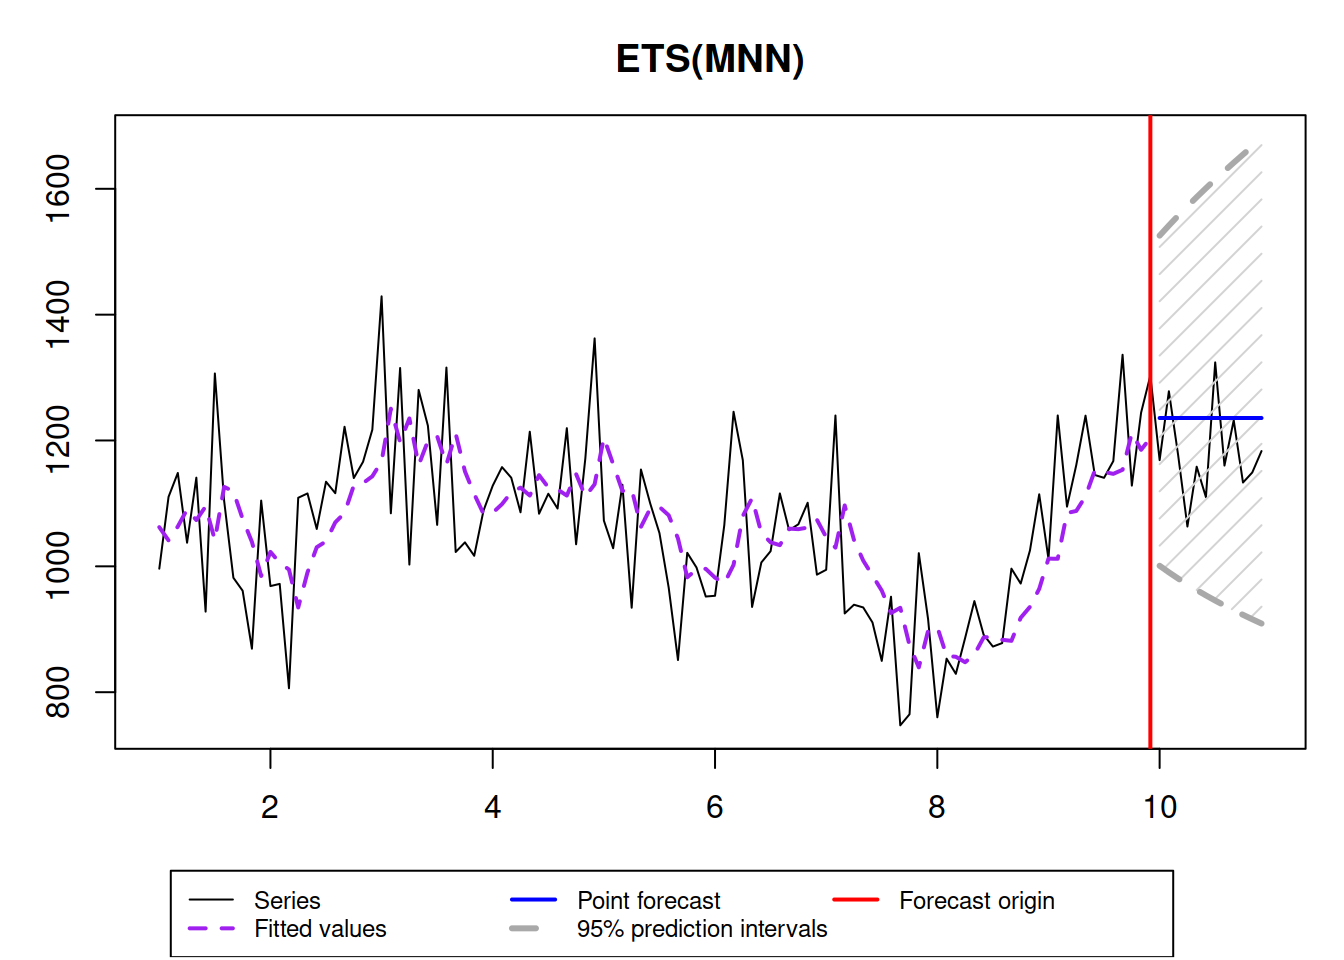 ETS(MNN)
1600
1400
1200
1000
800
2 4 6 8 10
Series Point forecast Forecast origin
Fitted values 95% prediction intervals